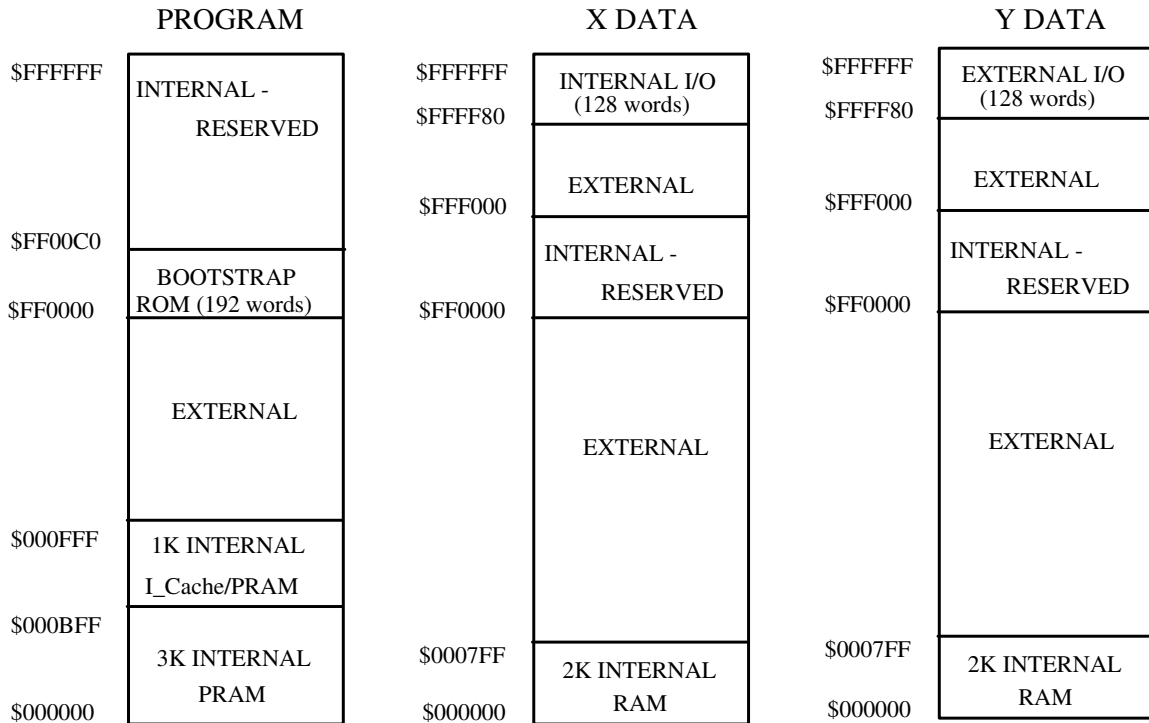 PROGRAM
$FFFFFF
INTERNAL -
RESERVED
$FF00C0
BOOTSTRAP
ROM (192 words)
$FF0000
EXTERNAL
$000FFF
1K INTERNAL
I_Cache/PRAM
$000BFF
3K INTERNAL
PRAM
$000000
X DATA
$FFFFFF
INTERNAL I/O
(128 words)
$FFFF80
EXTERNAL
$FFF000
INTERNAL -
RESERVED
$FF0000
EXTERNAL
$0007FF
2K INTERNAL
RAM
$000000
Y DATA
$FFFFFF
EXTERNAL I/O
(128 words)
$FFFF80
EXTERNAL
$FFF000
INTERNAL -
RESERVED
$FF0000
EXTERNAL
$0007FF
2K INTERNAL
RAM
$000000